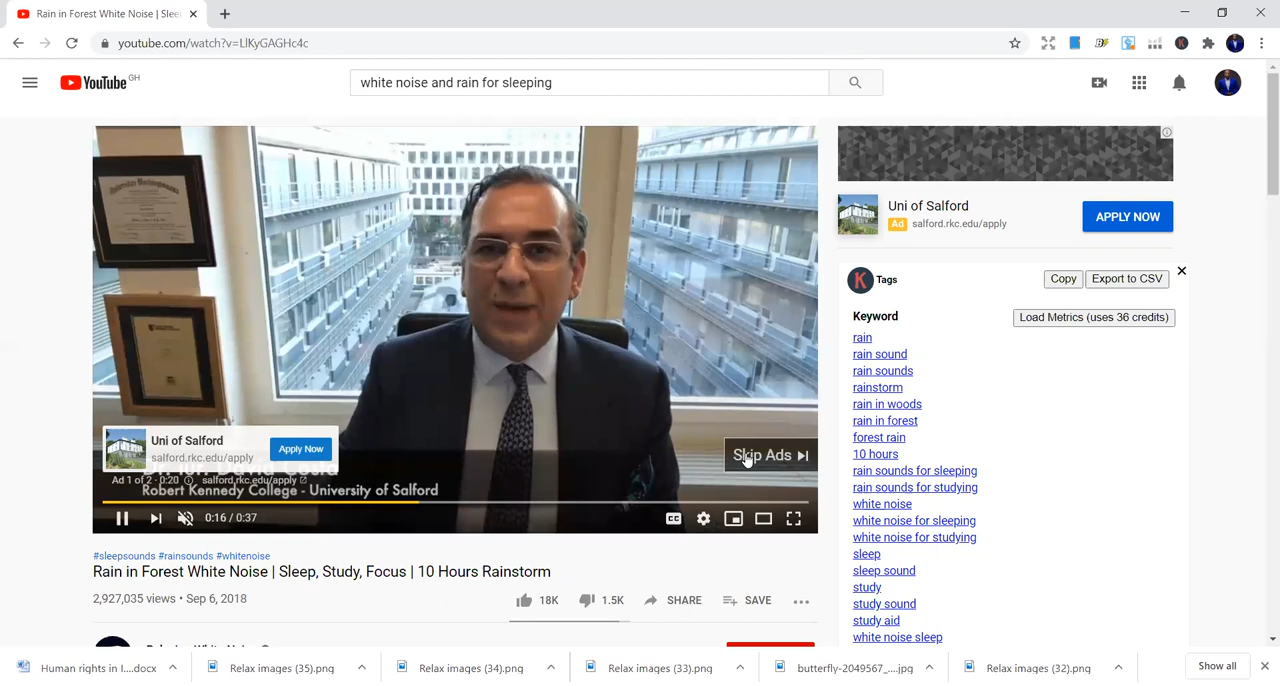 Rain in Forest White Noise | Slee
youtube.com/watch?v=LlKyGAGHc4c
YouTube GH
white noise and rain for sleeping
Uni of Salford
Ad salford.rkc.edu/apply
APPLY NOW
K Tags
Copy
Export to CSV
Keyword
Load Metrics (uses 36 credits)
rain
rain sound
rain sounds
rainstorm
rain in woods
rain in forest
forest rain
10 hours
rain sounds for sleeping
rain sounds for studying
white noise
white noise for sleeping
white noise for studying
sleep
sleep sound
study
study sound
study aid
white noise sleep
Uni of Salford
salford.rkc.edu/apply
Apply Now
Skip Ads
Ad 1 of 2 · 0:20 salford.rkc.edu/apply
Robert Kennedy College - University of Salford
0:16 / 0:37
CC
#sleepsounds #rainsounds #whitenoise
Rain in Forest White Noise | Sleep, Study, Focus | 10 Hours Rainstorm
2,927,035 views • Sep 6, 2018
18K
1.5K
SHARE
SAVE
Human rights in I....docx
Relax images (35).png
Relax images (34).png
Relax images (33).png
butterfly-2049567_....jpg
Relax images (32).png
Show all